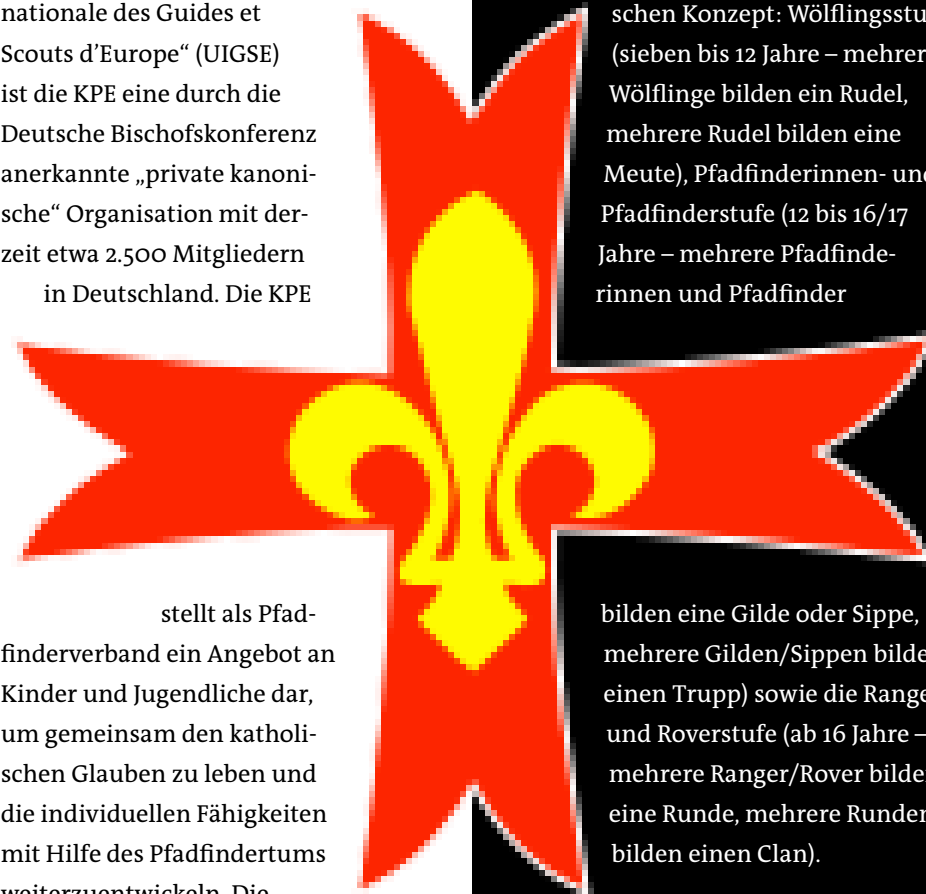 nationale des Guides et
Scouts d’Europe“ (UIGSE)
ist die KPE eine durch die
Deutsche Bischofskonferenz
anerkannte „private kanoni-
sche“ Organisation mit der-
zeit etwa 2.500 Mitgliedern
in Deutschland. Die KPE
stellt als Pfad-
finderverband ein Angebot an
Kinder und Jugendliche dar,
um gemeinsam den katholi-
schen Glauben zu leben und
die individuellen Fähigkeiten
mit Hilfe des Pfadfindertums
weiterzuentwickeln. Die
schen Konzept: Wölflingsstu
(sieben bis 12 Jahre – mehrer
Wölflinge bilden ein Rudel,
mehrere Rudel bilden eine
Meute), Pfadfinderinnen- und
Pfadfinderstufe (12 bis 16/17
Jahre – mehrere Pfadfinde-
rinnen und Pfadfinder
bilden eine Gilde oder Sippe,
mehrere Gilden/Sippen bilde
einen Trupp) sowie die Range
und Roverstufe (ab 16 Jahre –
mehrere Ranger/Rover bilden
eine Runde, mehrere Runden
bilden einen Clan).